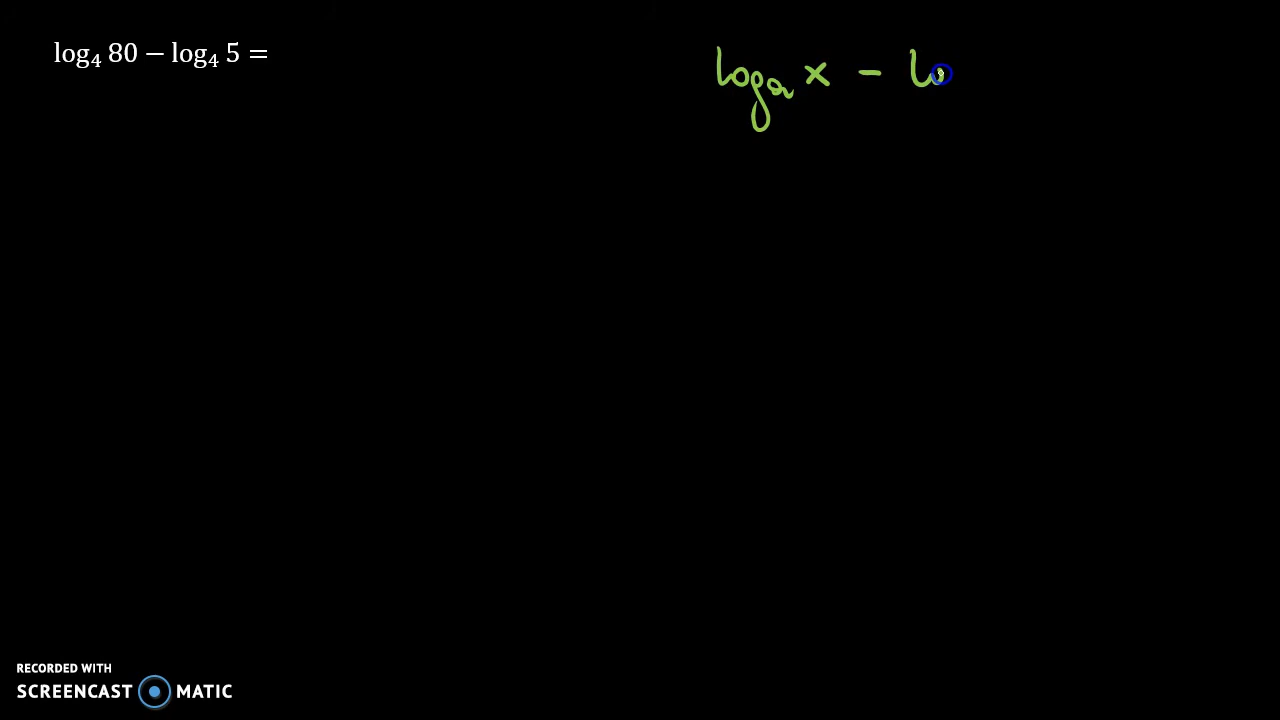 log₄ 80 − log₄ 5 =
logₐ x − lo
RECORDED WITH
SCREENCAST MATIC